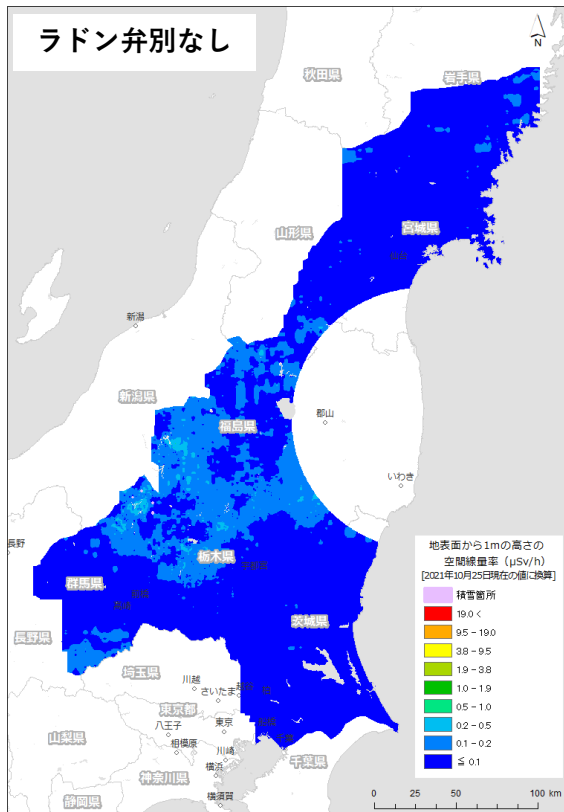 ラドン弁別なし
N
秋田県
岩手県
宮城県
山形県
仙台
新潟
新潟県
福島県
郡山
いわき
長野
栃木県
宇都宮
群馬県
前橋
高崎
茨城県
長野県
埼玉県
川越
さいたま
越谷
柏
東京都
八王子
東京
船橋
千葉
山梨県
相模原
川崎
千葉県
神奈川県
横浜
静岡県
横須賀
地表面から1mの高さの
空間線量率（μSv/h）
[2021年10月25日現在の値に換算]
積雪箇所
19.0 <
9.5 - 19.0
3.8 - 9.5
1.9 - 3.8
1.0 - 1.9
0.5 - 1.0
0.2 - 0.5
0.1 - 0.2
≦ 0.1
0 25 50 100 km